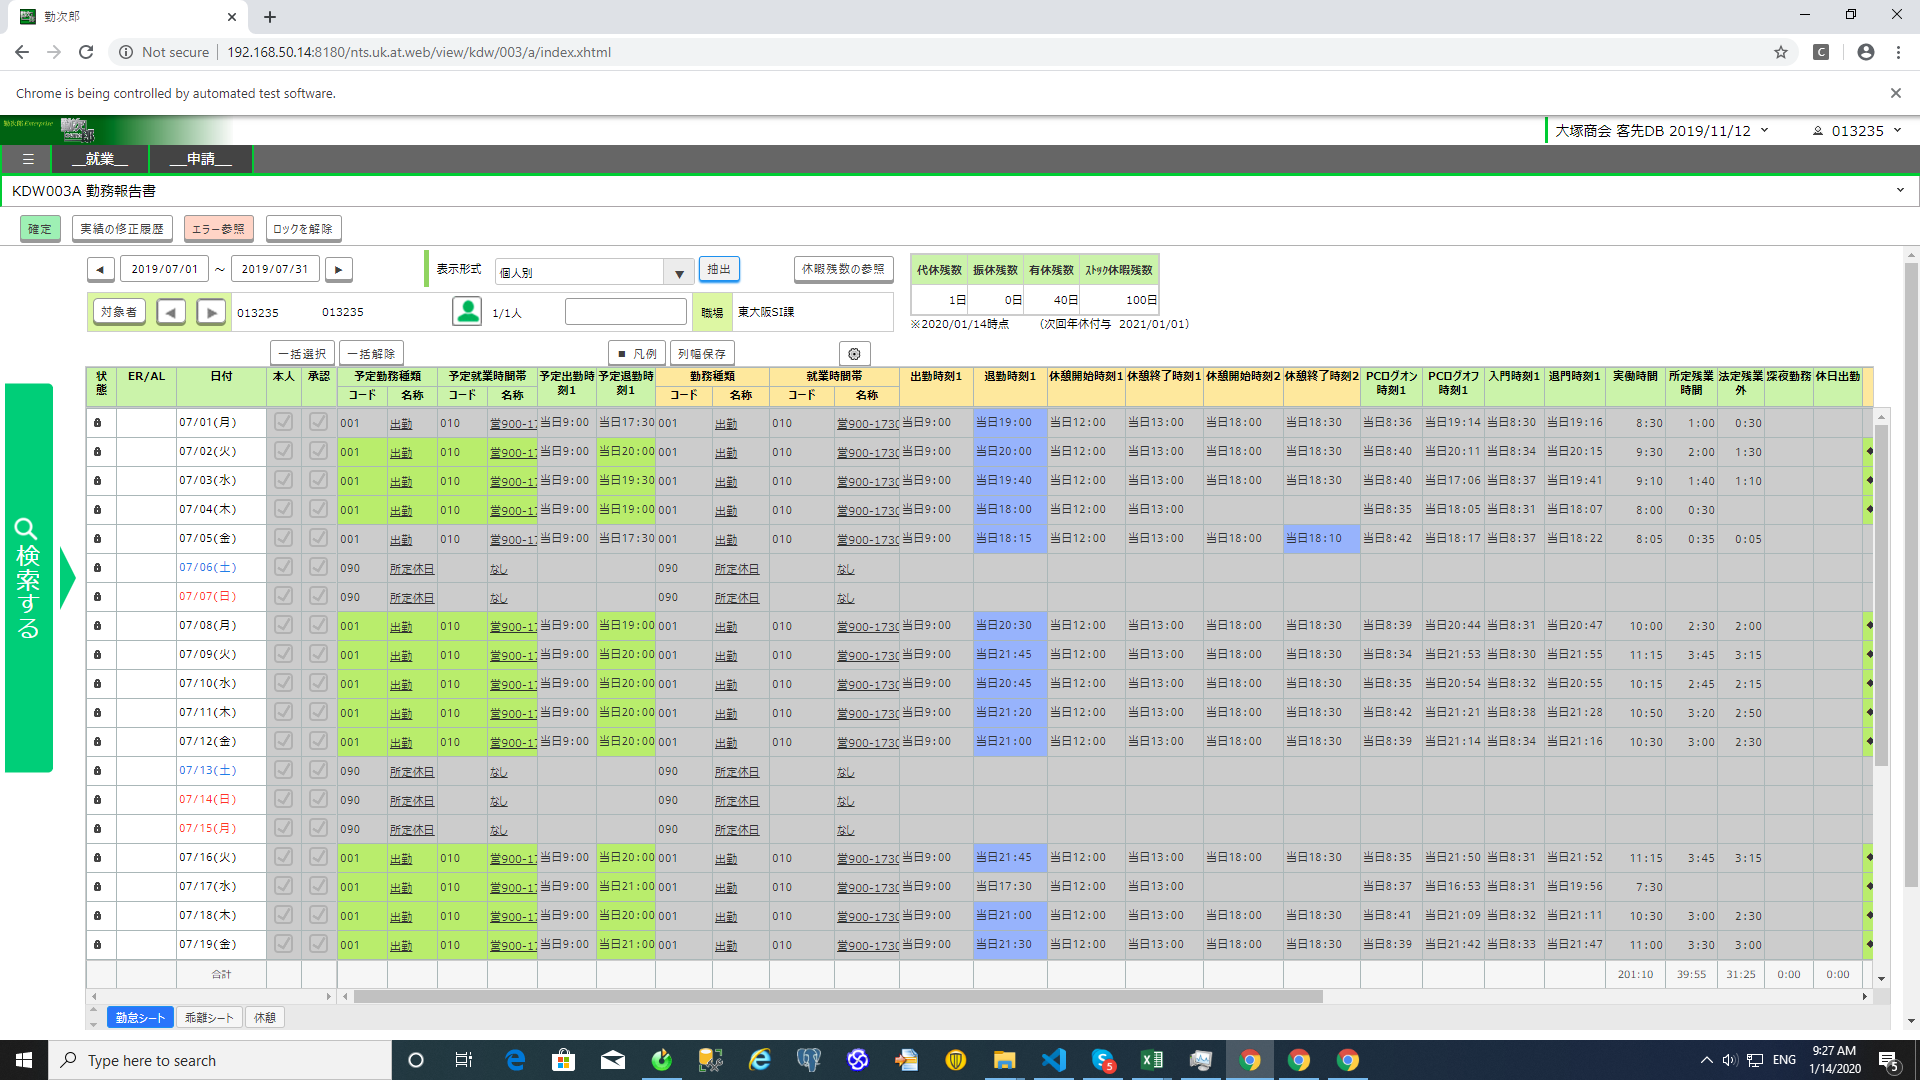 勤次郎
Not secure 192.168.50.14:8180/nts.uk.at.web/view/kdw/003/a/index.xhtml
Chrome is being controlled by automated test software.
勤次郎 Enterprise
大塚商会 客先DB 2019/11/12 013235
__就業__ __申請__
KDW003A 勤務報告書
確定 実績の修正履歴 エラー参照 ロックを解除
2019/07/01 ～ 2019/07/31 表示形式 個人別 抽出 休暇残数の参照
代休残数 振休残数 有休残数 ｽﾄｯｸ休暇残数
1日 0日 40日 100日
※2020/01/14時点 (次回年休付与 2021/01/01)
対象者 013235 013235 1/1人 職場 東大阪SI課
一括選択 一括解除 ■ 凡例 列幅保存
状態 ER/AL 日付 本人 承認 予定勤務種類 予定就業時間帯 予定出勤時刻1 予定退勤時刻1 勤務種類 就業時間帯 出勤時刻1 退勤時刻1 休憩開始時刻1 休憩終了時刻1 休憩開始時刻2 休憩終了時刻2 PCログオン時刻1 PCログオフ時刻1 入門時刻1 退門時刻1 実働時間 所定残業時間 法定残業外 深夜勤務 休日出勤
コード 名称 コード 名称 コード 名称 コード 名称
07/01(月) 001 出勤 010 営900-17 当日9:00 当日17:30 001 出勤 010 営900-1730 当日9:00 当日19:00 当日12:00 当日13:00 当日18:00 当日18:30 当日8:36 当日19:14 当日8:30 当日19:16 8:30 1:00 0:30
07/02(火) 001 出勤 010 営900-17 当日9:00 当日20:00 001 出勤 010 営900-1730 当日9:00 当日20:00 当日12:00 当日13:00 当日18:00 当日18:30 当日8:40 当日20:11 当日8:34 当日20:15 9:30 2:00 1:30
07/03(水) 001 出勤 010 営900-17 当日9:00 当日19:30 001 出勤 010 営900-1730 当日9:00 当日19:40 当日12:00 当日13:00 当日18:00 当日18:30 当日8:40 当日17:06 当日8:37 当日19:41 9:10 1:40 1:10
07/04(木) 001 出勤 010 営900-17 当日9:00 当日19:00 001 出勤 010 営900-1730 当日9:00 当日18:00 当日12:00 当日13:00 当日8:35 当日18:05 当日8:31 当日18:07 8:00 0:30
07/05(金) 001 出勤 010 営900-17 当日9:00 当日17:30 001 出勤 010 営900-1730 当日9:00 当日18:15 当日12:00 当日13:00 当日18:00 当日18:10 当日8:42 当日18:17 当日8:37 当日18:22 8:05 0:35 0:05
07/06(土) 090 所定休日 なし 090 所定休日 なし
07/07(日) 090 所定休日 なし 090 所定休日 なし
07/08(月) 001 出勤 010 営900-17 当日9:00 当日19:00 001 出勤 010 営900-1730 当日9:00 当日20:30 当日12:00 当日13:00 当日18:00 当日18:30 当日8:39 当日20:44 当日8:31 当日20:47 10:00 2:30 2:00
07/09(火) 001 出勤 010 営900-17 当日9:00 当日20:00 001 出勤 010 営900-1730 当日9:00 当日21:45 当日12:00 当日13:00 当日18:00 当日18:30 当日8:34 当日21:53 当日8:30 当日21:55 11:15 3:45 3:15
07/10(水) 001 出勤 010 営900-17 当日9:00 当日20:00 001 出勤 010 営900-1730 当日9:00 当日20:45 当日12:00 当日13:00 当日18:00 当日18:30 当日8:35 当日20:54 当日8:32 当日20:55 10:15 2:45 2:15
07/11(木) 001 出勤 010 営900-17 当日9:00 当日20:00 001 出勤 010 営900-1730 当日9:00 当日21:20 当日12:00 当日13:00 当日18:00 当日18:30 当日8:42 当日21:21 当日8:38 当日21:28 10:50 3:20 2:50
07/12(金) 001 出勤 010 営900-17 当日9:00 当日20:00 001 出勤 010 営900-1730 当日9:00 当日21:00 当日12:00 当日13:00 当日18:00 当日18:30 当日8:39 当日21:14 当日8:34 当日21:16 10:30 3:00 2:30
07/13(土) 090 所定休日 なし 090 所定休日 なし
07/14(日) 090 所定休日 なし 090 所定休日 なし
07/15(月) 090 所定休日 なし 090 所定休日 なし
07/16(火) 001 出勤 010 営900-17 当日9:00 当日20:00 001 出勤 010 営900-1730 当日9:00 当日21:45 当日12:00 当日13:00 当日18:00 当日18:30 当日8:35 当日21:50 当日8:31 当日21:52 11:15 3:45 3:15
07/17(水) 001 出勤 010 営900-17 当日9:00 当日21:00 001 出勤 010 営900-1730 当日9:00 当日17:30 当日12:00 当日13:00 当日8:37 当日16:53 当日8:31 当日19:56 7:30
07/18(木) 001 出勤 010 営900-17 当日9:00 当日20:00 001 出勤 010 営900-1730 当日9:00 当日21:00 当日12:00 当日13:00 当日18:00 当日18:30 当日8:41 当日21:09 当日8:32 当日21:11 10:30 3:00 2:30
07/19(金) 001 出勤 010 営900-17 当日9:00 当日21:00 001 出勤 010 営900-1730 当日9:00 当日21:30 当日12:00 当日13:00 当日18:00 当日18:30 当日8:39 当日21:42 当日8:33 当日21:47 11:00 3:30 3:00
合計 201:10 39:55 31:25 0:00 0:00
検索する
勤怠シート 乖離シート 休憩
Type here to search
ENG 9:27 AM 1/14/2020 5